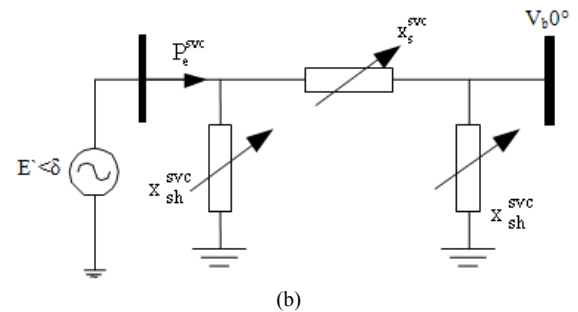 P_e^svc
x_s^svc
V_b0°
E`<δ
x_sh^svc
x_sh^svc
(b)